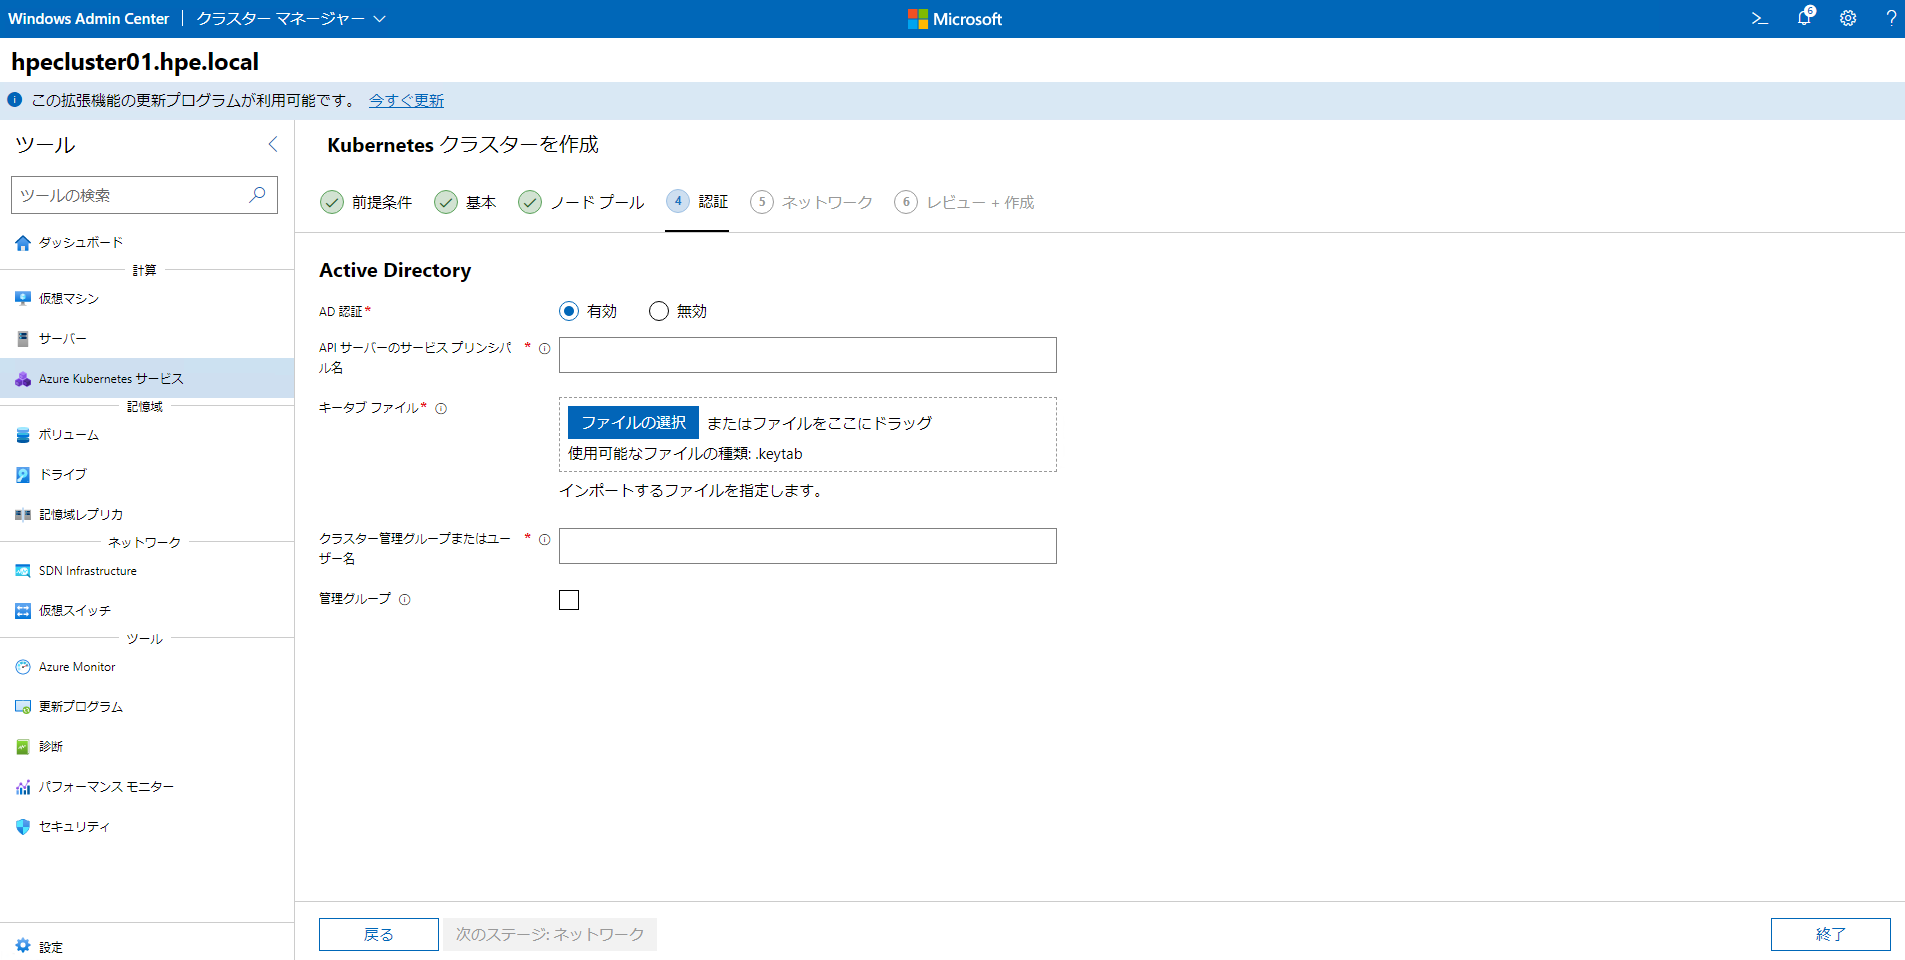 Windows Admin Center | クラスター マネージャー
Microsoft
6
?
hpecluster01.hpe.local
この拡張機能の更新プログラムが利用可能です。 今すぐ更新
ツール
ツールの検索
ダッシュボード
計算
仮想マシン
サーバー
Azure Kubernetes サービス
記憶域
ボリューム
ドライブ
記憶域レプリカ
ネットワーク
SDN Infrastructure
仮想スイッチ
ツール
Azure Monitor
更新プログラム
診断
パフォーマンス モニター
セキュリティ
設定
Kubernetes クラスターを作成
前提条件 基本 ノード プール 4 認証 5 ネットワーク 6 レビュー + 作成
Active Directory
AD 認証* 有効 無効
API サーバーのサービス プリンシパ *
ル名
キータブ ファイル*
ファイルの選択 またはファイルをここにドラッグ
使用可能なファイルの種類: .keytab
インポートするファイルを指定します。
クラスター管理グループまたはユー *
ザー名
管理グループ
戻る 次のステージ: ネットワーク 終了